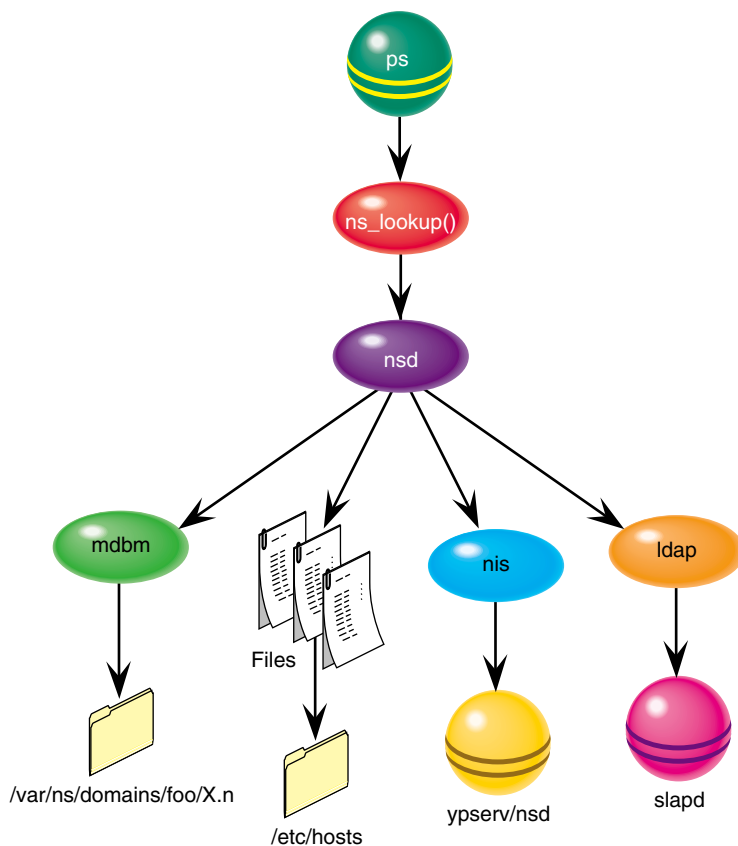 ps
ns_lookup()
nsd
mdbm
Files
nis
ldap
/var/ns/domains/foo/X.n
/etc/hosts
ypserv/nsd
slapd